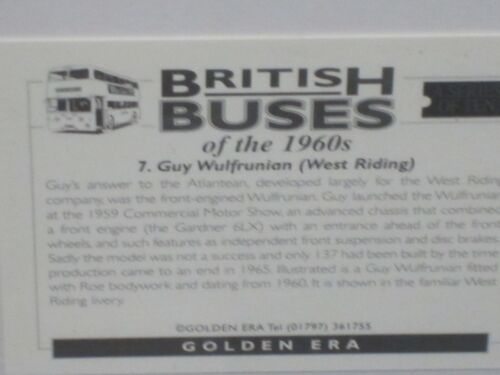 BRITISH
BUSES
of the 1960s
A SERIES
OF TEN
7. Guy Wulfrunian (West Riding)
Guy's answer to the Atlantean, developed largely for the West Riding
company, was the front-engined Wulfrunian. Guy launched the Wulfrunian
at the 1959 Commercial Motor Show, an advanced chassis that combined
a front engine (the Gardner 6LX) with an entrance ahead of the front
wheels, and such features as independent front suspension and disc brakes.
Sadly the model was not a success and only 137 had been built by the time
production came to an end in 1965. Illustrated is a Guy Wulfrunian fitted
with Roe bodywork and dating from 1960. It is shown in the familiar West
Riding livery.
©GOLDEN ERA Tel (01797) 361755
GOLDEN ERA